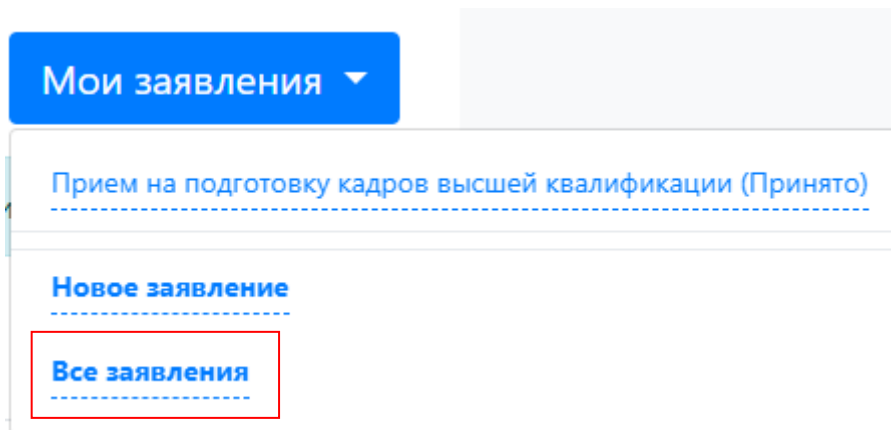 Мои заявления
Прием на подготовку кадров высшей квалификации (Принято)
Новое заявление
Все заявления